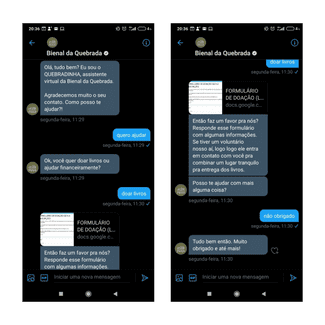 20:36
Bienal da Quebrada
Olá, tudo bem? Eu sou o
QUEBRADINHA, assistente
virtual da Bienal da Quebrada.
Agradecemos muito o seu
contato. Como posso te
ajudar?!
segunda-feira, 11:29
quero ajudar
segunda-feira, 11:29
Ok, você quer doar livros ou
ajudar financeiramente?
segunda-feira, 11:29
doar livros
segunda-feira, 11:30
FORMULÁRIO
DE DOAÇÃO (L...
docs.google.c...
Então faz um favor pra nós?
Responde esse formulário
com algumas informações.
Iniciar uma nova mensagem
20:36
Bienal da Quebrada
doar livros
segunda-feira, 11:30
FORMULÁRIO
DE DOAÇÃO (L...
docs.google.c...
Então faz um favor pra nós?
Responde esse formulário
com algumas informações.
Se tiver um voluntário
nosso aí, logo logo ele entra
em contato com você pra
combinar um lugar tranquilo
pra entrega dos livros.
Posso te ajudar com mais
alguma coisa?
segunda-feira, 11:30
não obrigado
segunda-feira, 11:30
Tudo bem então. Muito
obrigado e até mais!
segunda-feira, 11:30
Iniciar uma nova mensagem